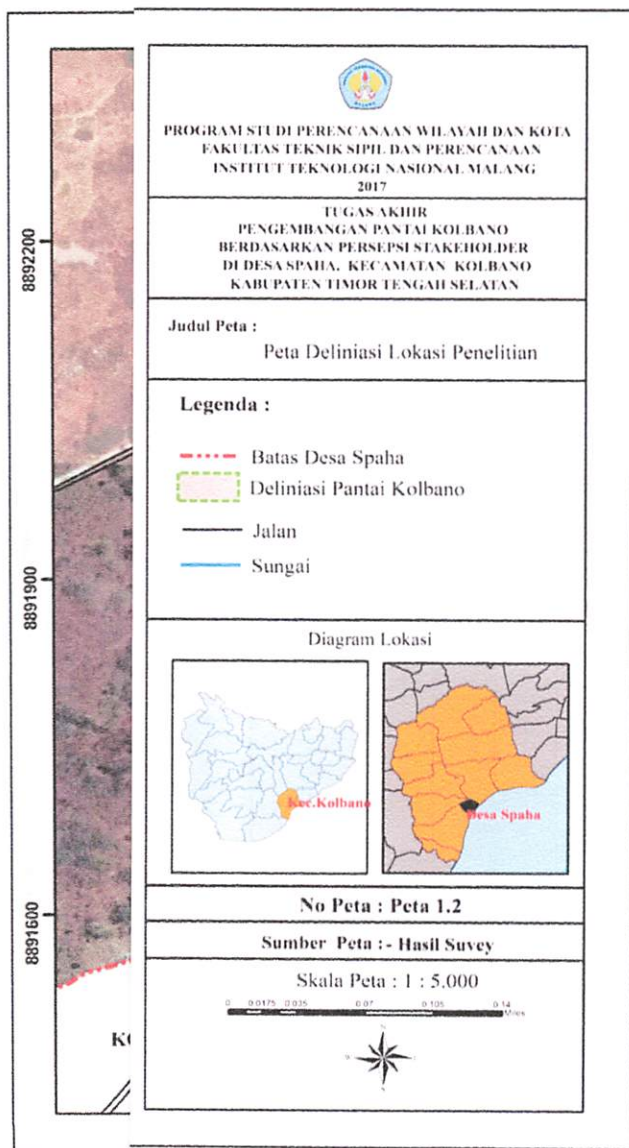 PROGRAM STUDI PERENCANAAN WILAYAH DAN KOTA
FAKULTAS TEKNIK SIPIL DAN PERENCANAAN
INSTITUT TEKNOLOGI NASIONAL MALANG
2017
TUGAS AKHIR
PENGEMBANGAN PANTAI KOLBANO
BERDASARKAN PERSEPSI STAKEHOLDER
DI DESA SPAHA, KECAMATAN KOLBANO
KABUPATEN TIMOR TENGAH SELATAN
Judul Peta :
Peta Deliniasi Lokasi Penelitian
Legenda :
Batas Desa Spaha
Deliniasi Pantai Kolbano
Jalan
Sungai
Diagram Lokasi
Kec.Kolbano
Desa Spaha
No Peta : Peta 1.2
Sumber Peta :- Hasil Suvey
Skala Peta : 1 : 5.000
0 0.0175 0.035 0.07 0.105 0.14
Miles
8892200
8891900
8891600